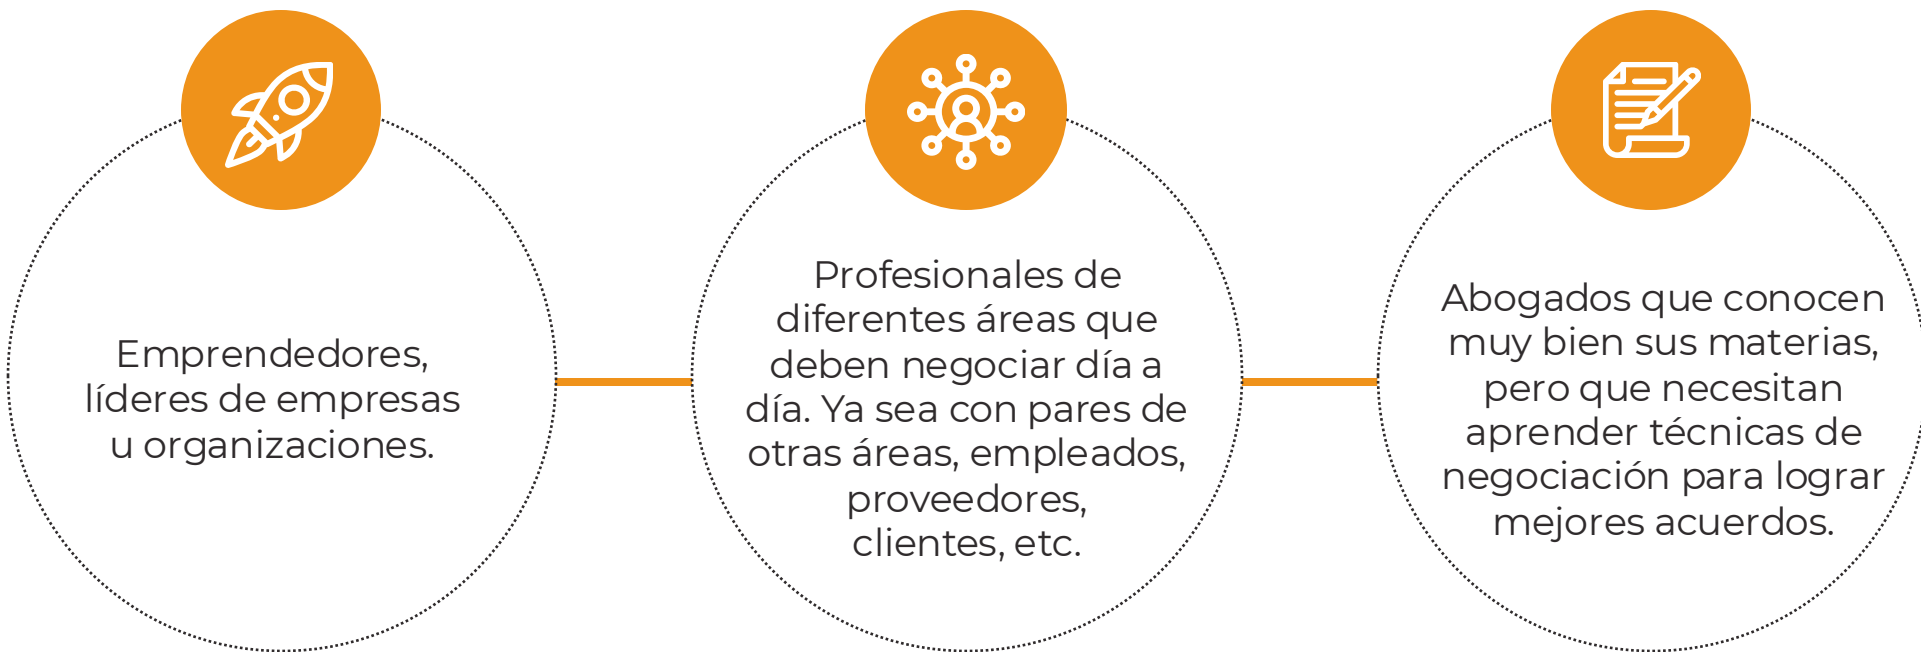 Emprendedores,
líderes de empresas
u organizaciones.
Profesionales de
diferentes áreas que
deben negociar día a
día. Ya sea con pares de
otras áreas, empleados,
proveedores,
clientes, etc.
Abogados que conocen
muy bien sus materias,
pero que necesitan
aprender técnicas de
negociación para lograr
mejores acuerdos.